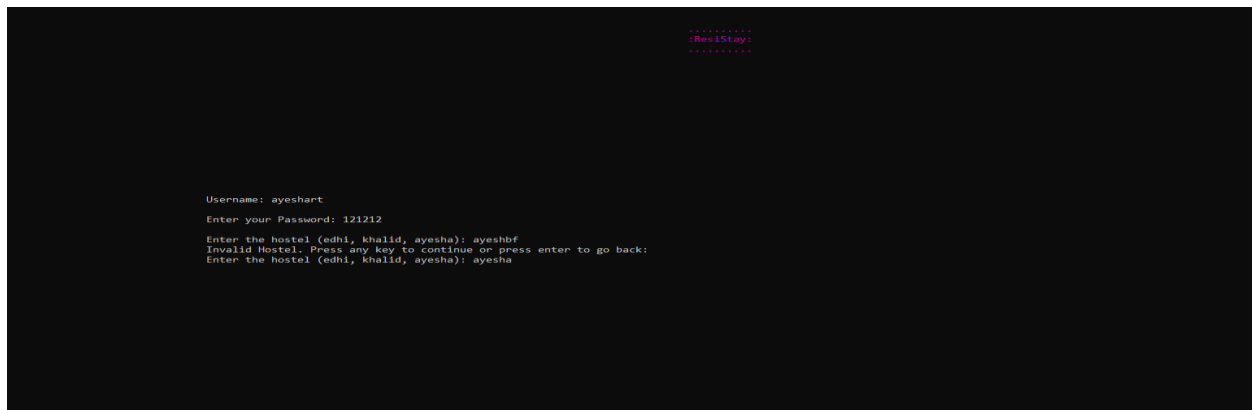 ..........
:ResiStay:
..........
Username: ayeshart
Enter your Password: 121212
Enter the hostel (edhi, khalid, ayesha): ayeshbf
Invalid Hostel. Press any key to continue or press enter to go back:
Enter the hostel (edhi, khalid, ayesha): ayesha